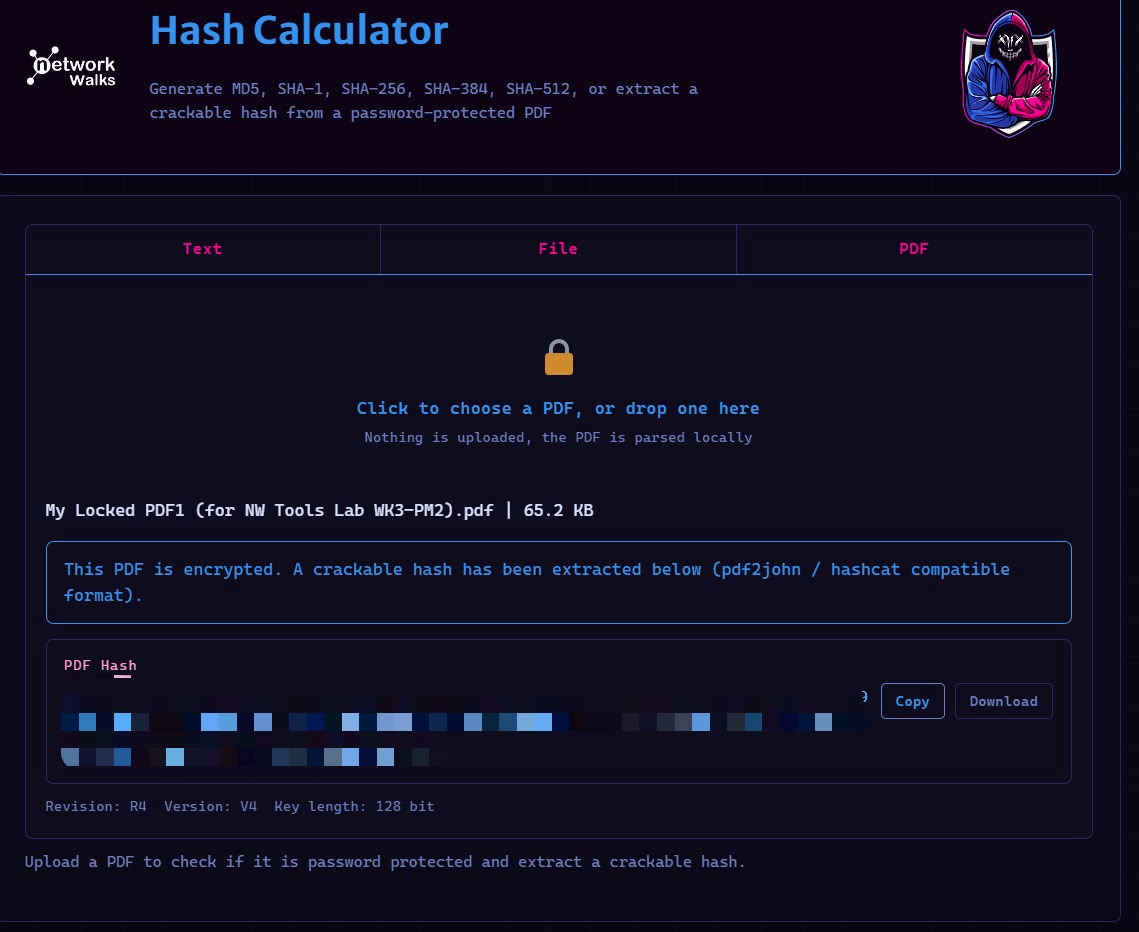 Hash Calculator
network
Walks
Generate MD5, SHA-1, SHA-256, SHA-384, SHA-512, or extract a
crackable hash from a password-protected PDF
Text
File
PDF
Click to choose a PDF, or drop one here
Nothing is uploaded, the PDF is parsed locally
My Locked PDF1 (for NW Tools Lab WK3-PM2).pdf | 65.2 KB
This PDF is encrypted. A crackable hash has been extracted below (pdf2john / hashcat compatible
format).
PDF Hash
Copy
Download
Revision: R4 Version: V4 Key length: 128 bit
Upload a PDF to check if it is password protected and extract a crackable hash.